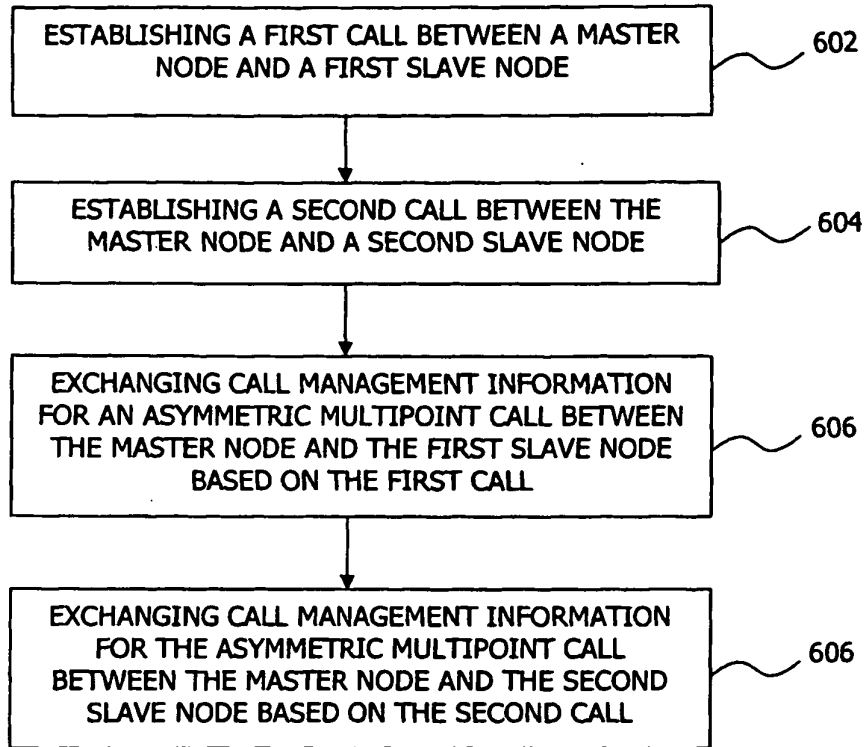 ESTABLISHING A FIRST CALL BETWEEN A MASTER
NODE AND A FIRST SLAVE NODE
602
ESTABLISHING A SECOND CALL BETWEEN THE
MASTER NODE AND A SECOND SLAVE NODE
604
EXCHANGING CALL MANAGEMENT INFORMATION
FOR AN ASYMMETRIC MULTIPOINT CALL BETWEEN
THE MASTER NODE AND THE FIRST SLAVE NODE
BASED ON THE FIRST CALL
606
EXCHANGING CALL MANAGEMENT INFORMATION
FOR THE ASYMMETRIC MULTIPOINT CALL
BETWEEN THE MASTER NODE AND THE SECOND
SLAVE NODE BASED ON THE SECOND CALL
606